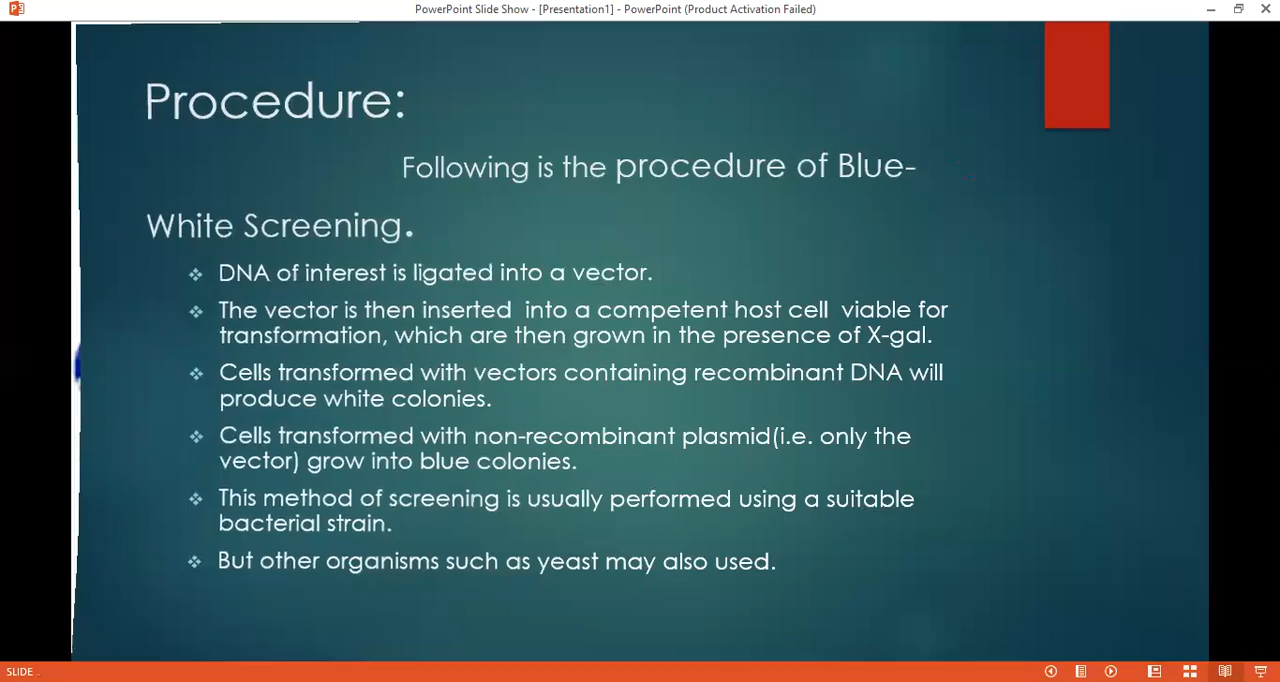 PowerPoint Slide Show - [Presentation1] - PowerPoint (Product Activation Failed)
Procedure:
Following is the procedure of Blue-
White Screening.
❖ DNA of interest is ligated into a vector.
❖ The vector is then inserted into a competent host cell viable for
transformation, which are then grown in the presence of X-gal.
❖ Cells transformed with vectors containing recombinant DNA will
produce white colonies.
❖ Cells transformed with non-recombinant plasmid(i.e. only the
vector) grow into blue colonies.
❖ This method of screening is usually performed using a suitable
bacterial strain.
❖ But other organisms such as yeast may also used.
SLIDE